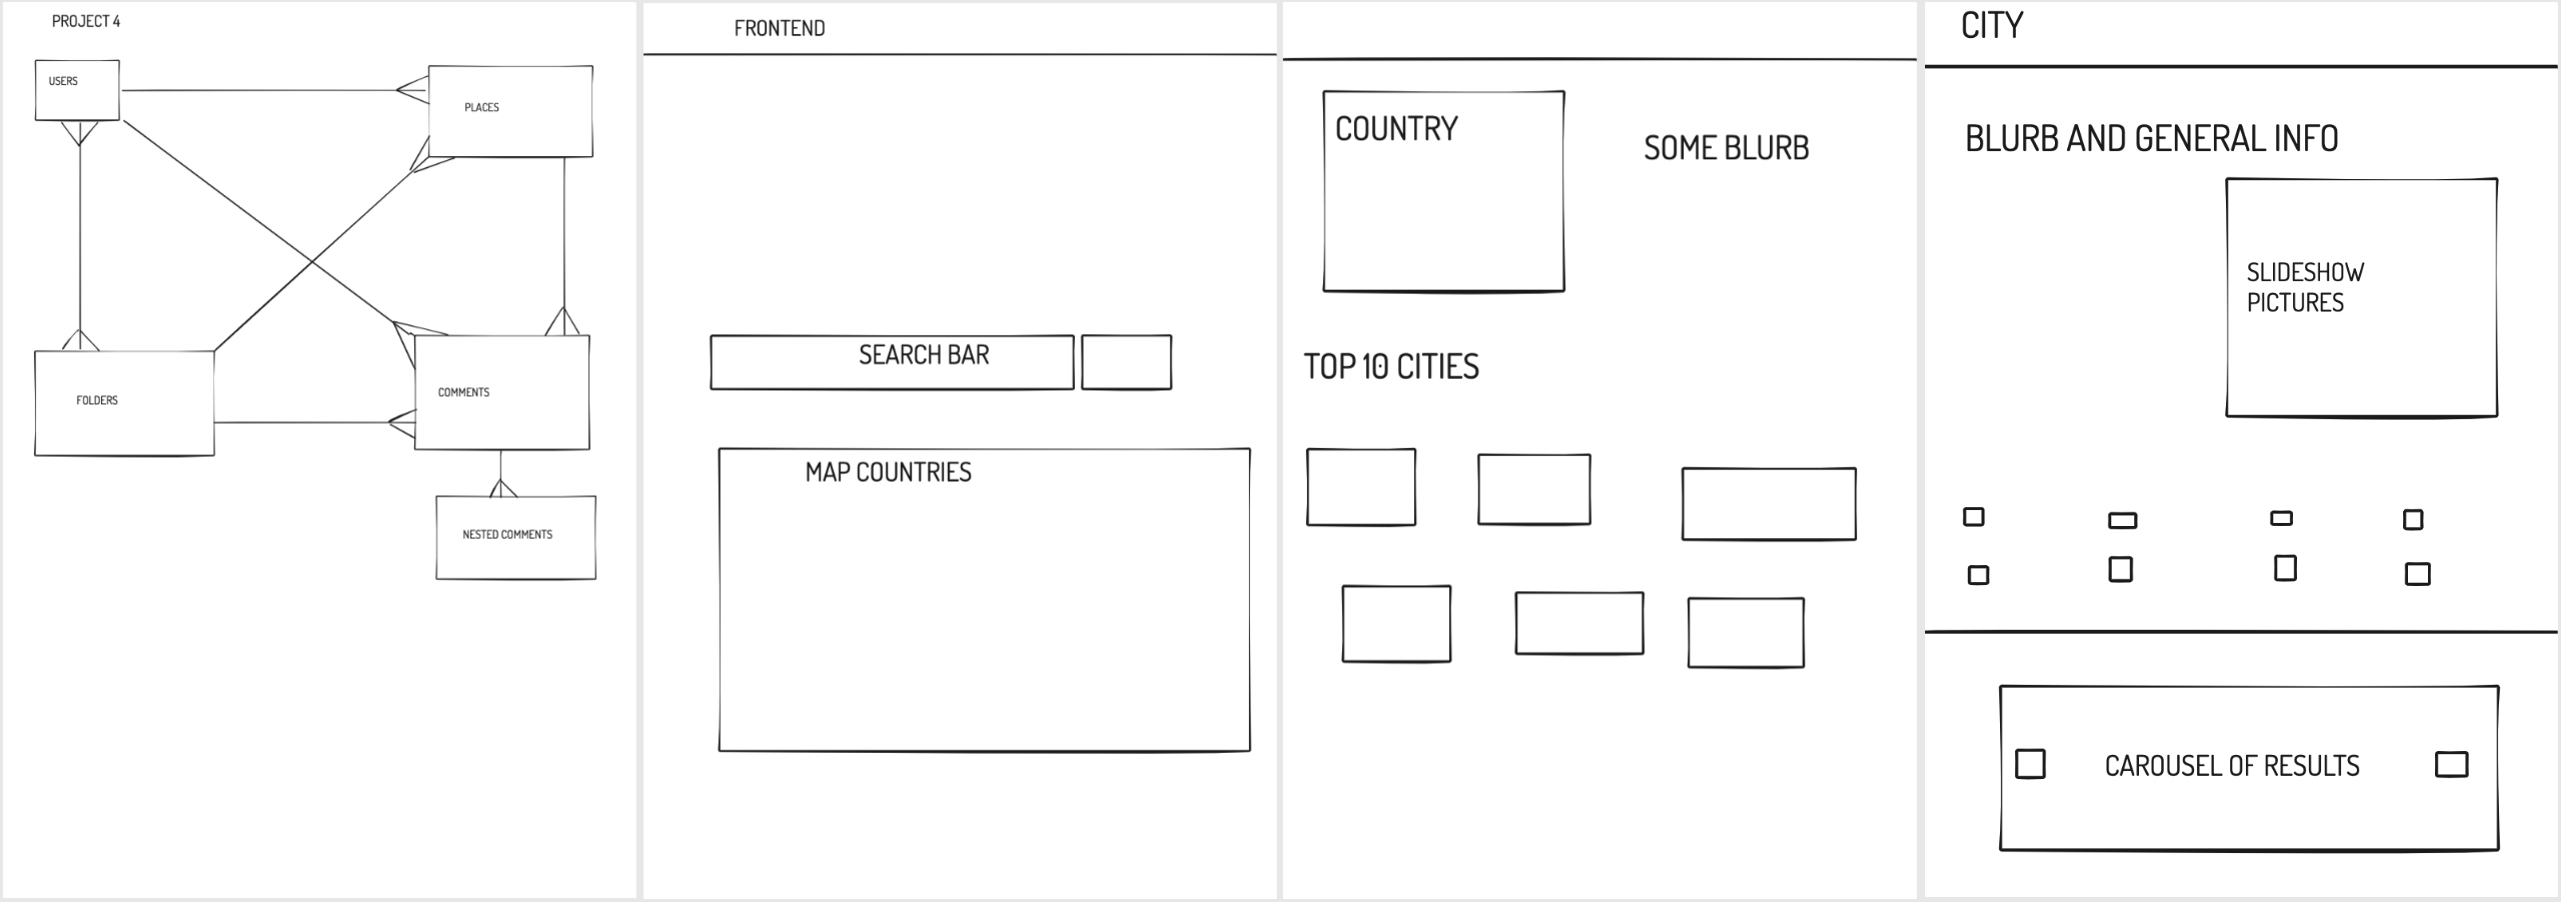 PROJECT 4
USERS
PLACES
FOLDERS
COMMENTS
NESTED COMMENTS
FRONTEND
SEARCH BAR
MAP COUNTRIES
COUNTRY
SOME BLURB
TOP 10 CITIES
CITY
BLURB AND GENERAL INFO
SLIDESHOW
PICTURES
CAROUSEL OF RESULTS